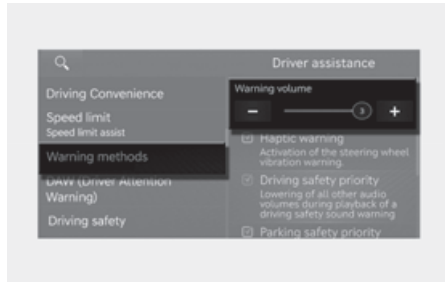 Driver assistance
Driving Convenience
Speed limit
Speed limit assist
Warning methods
DAW (Driver Attention
Warning)
Driving safety
Warning volume
3
Haptic warning
Activation of the steering wheel
vibration warning.
Driving safety priority
Lowering of all other audio
volumes during playback of a
driving safety sound warning
Parking safety priority